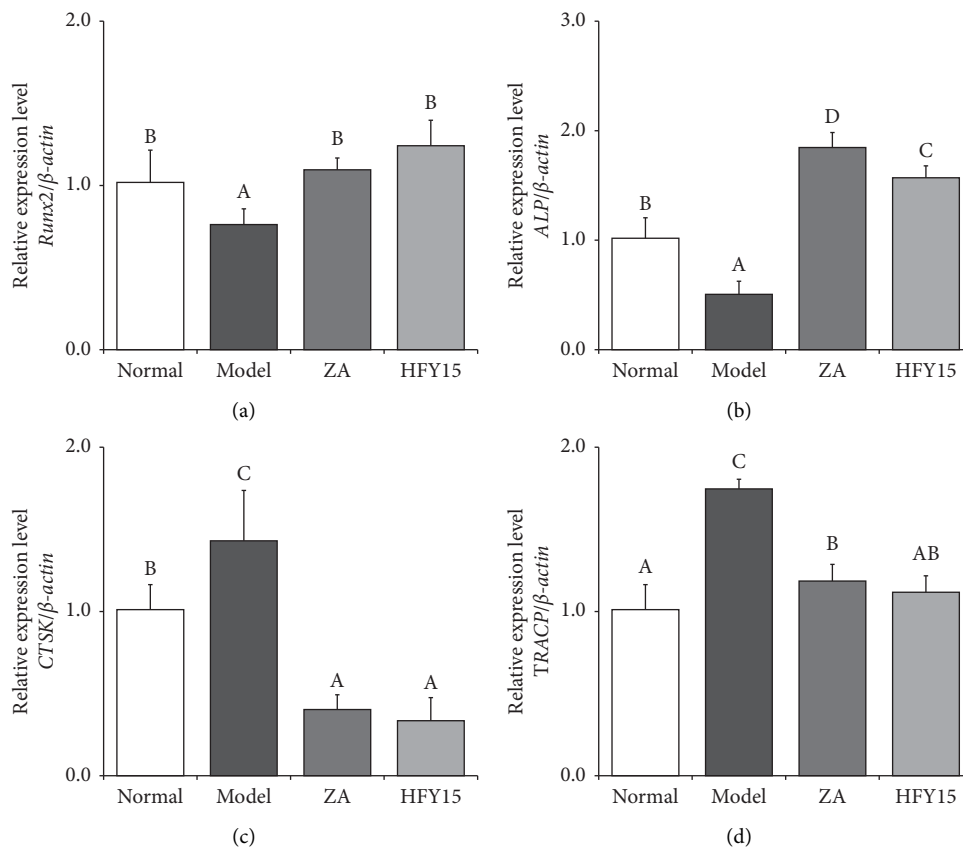 Relative expression level
Runx2/β-actin
2.0
1.0
0.0
B
A
B
B
Normal
Model
ZA
HFY15
(a)
Relative expression level
ALP/β-actin
3.0
2.0
1.0
0.0
B
A
D
C
Normal
Model
ZA
HFY15
(b)
Relative expression level
CTSK/β-actin
2.0
1.0
0.0
B
C
A
A
Normal
Model
ZA
HFY15
(c)
Relative expression level
TRACP/β-actin
2.0
1.0
0.0
A
C
B
AB
Normal
Model
ZA
HFY15
(d)